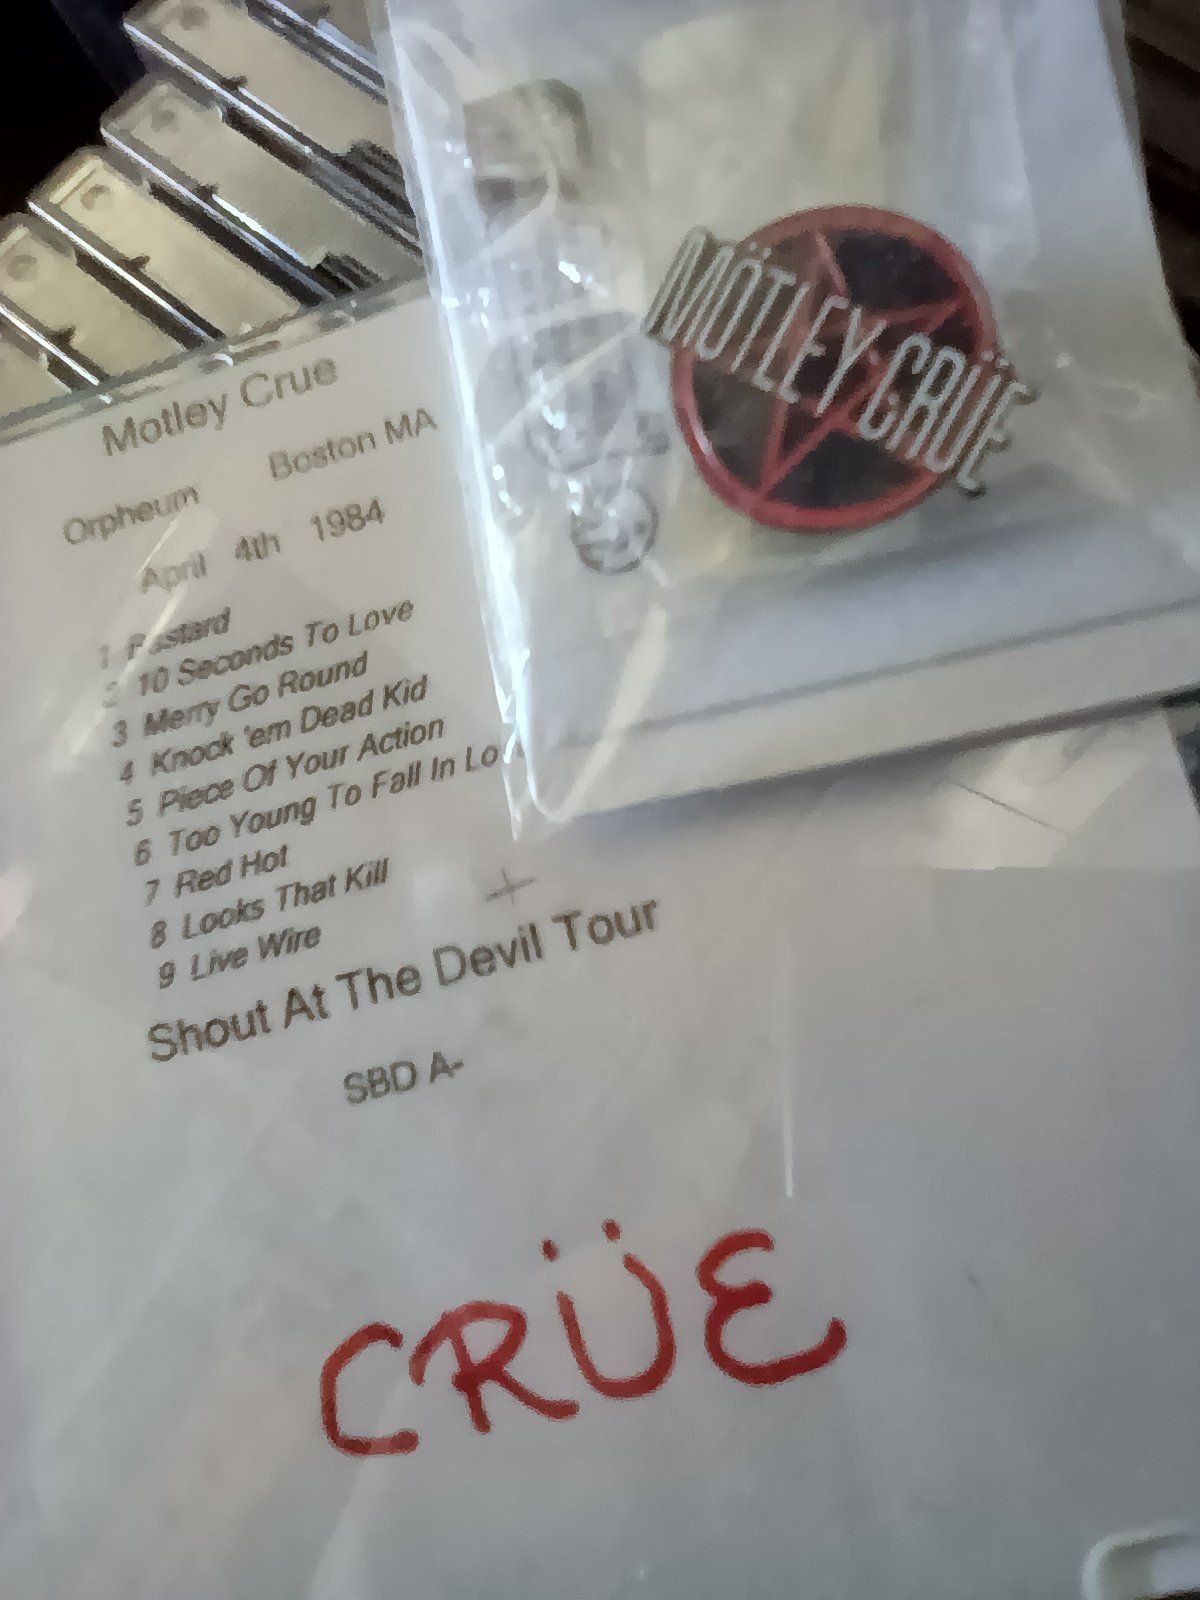 MÖTLEY CRÜE
Motley Crue
Orpheum Boston MA
April 4th 1984
1 Bastard
2 10 Seconds To Love
3 Merry Go Round
4 Knock 'em Dead Kid
5 Piece Of Your Action
6 Too Young To Fall In Lo
7 Red Hot
8 Looks That Kill
9 Live Wire
Shout At The Devil Tour
SBD A-
CRÜE